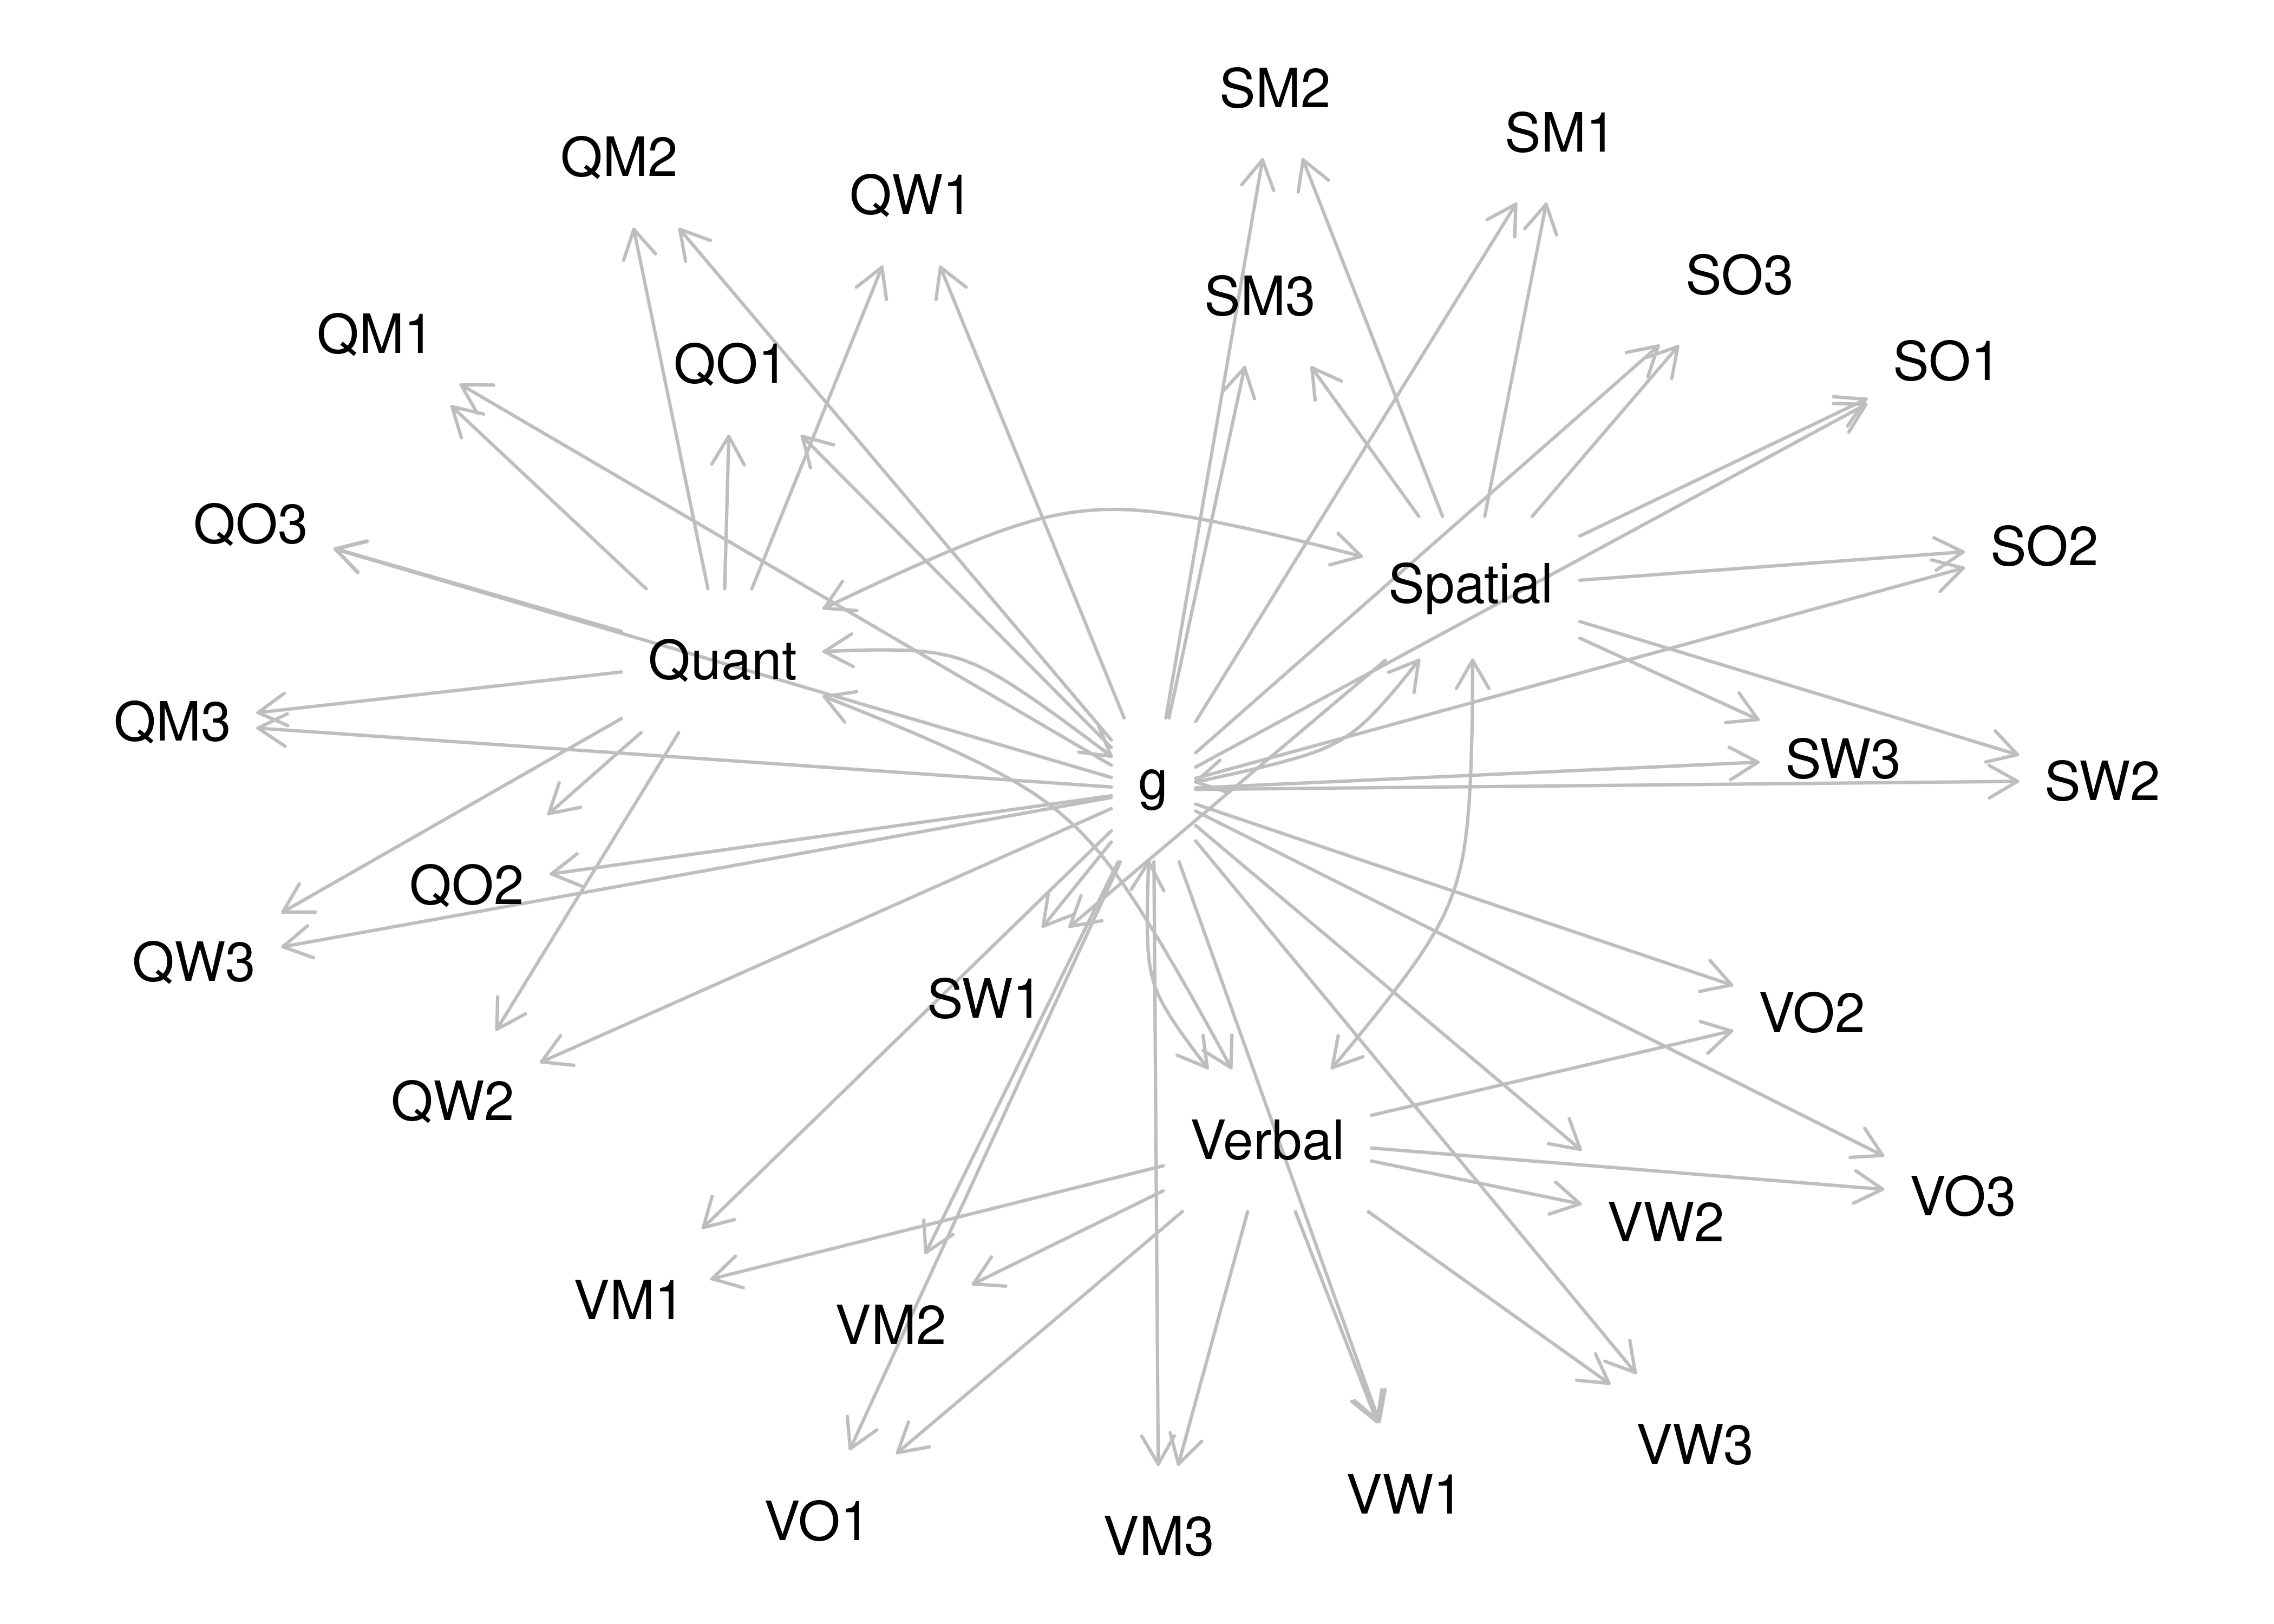 SM2
SM1
QM2
QW1
SO3
SM3
QM1
QO1
SO1
QO3
SO2
Spatial
Quant
QM3
SW3
SW2
g
QO2
QW3
SW1
VO2
QW2
Verbal
VO3
VW2
VM1
VM2
VW3
VW1
VO1
VM3